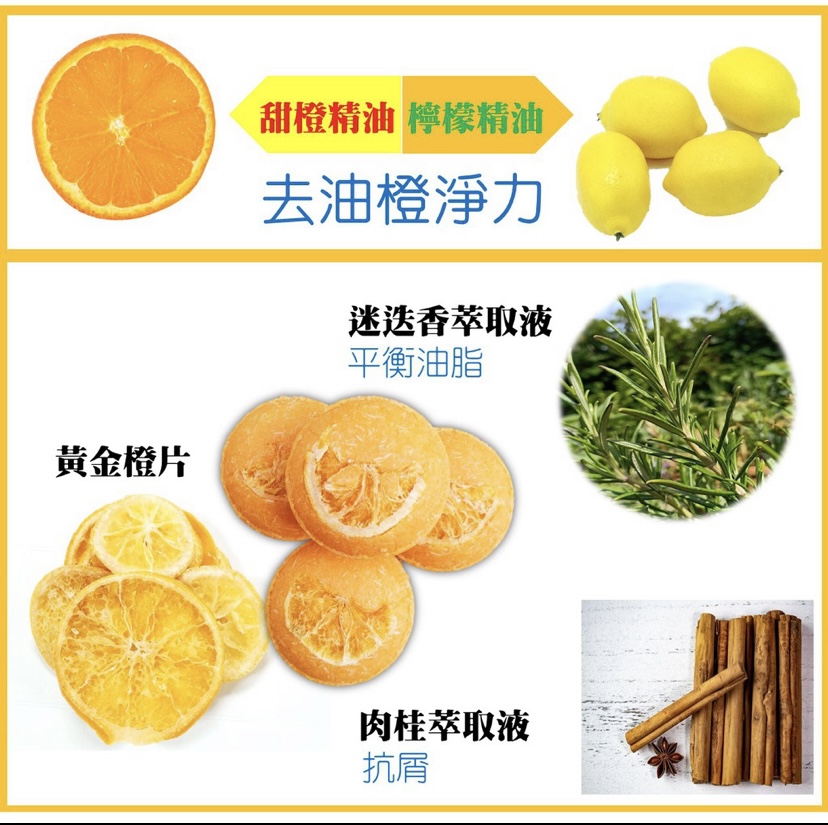 甜橙精油 檸檬精油
去油橙淨力
迷迭香萃取液
平衡油脂
黃金橙片
肉桂萃取液
抗屑